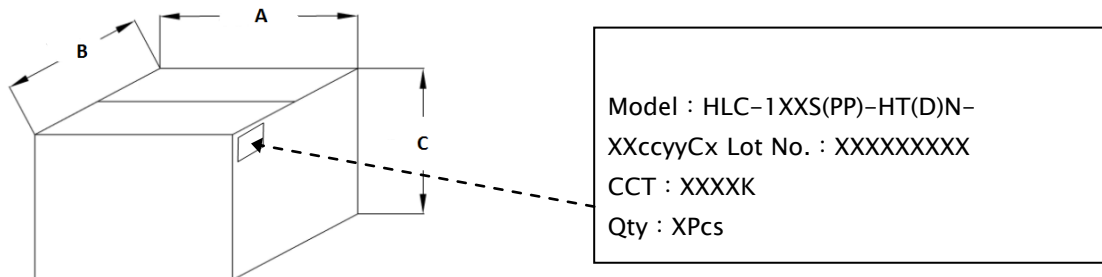 A
B
C
Model：HLC-1XXS(PP)-HT(D)N-
XXccyyCx Lot No.：XXXXXXXXX
CCT：XXXXK
Qty：XPcs